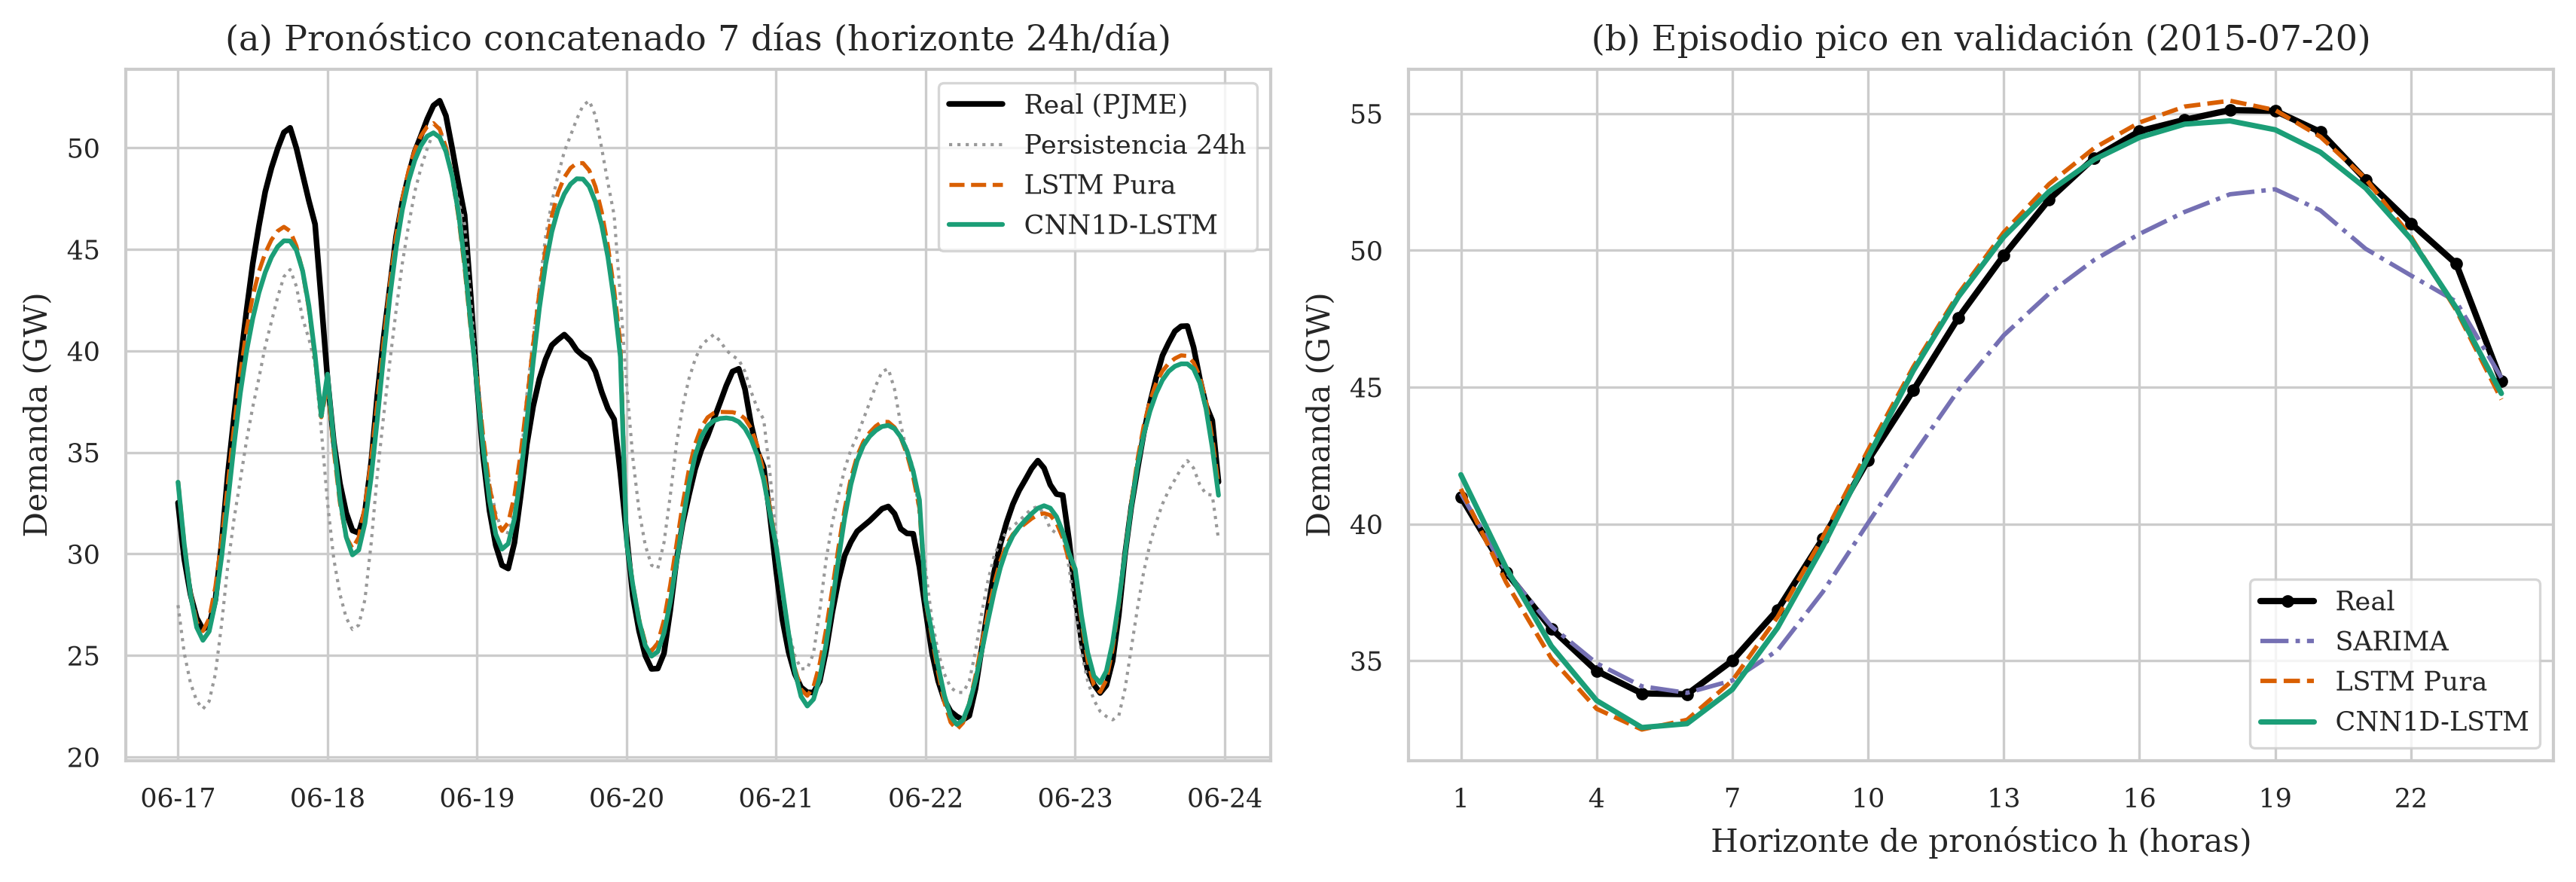 (a) Pronóstico concatenado 7 días (horizonte 24h/día)
Demanda (GW)
50
45
40
35
30
25
20
06-17
06-18
06-19
06-20
06-21
06-22
06-23
06-24
Real (PJME)
Persistencia 24h
LSTM Pura
CNN1D-LSTM
(b) Episodio pico en validación (2015-07-20)
Demanda (GW)
55
50
45
40
35
1
4
7
10
13
16
19
22
Horizonte de pronóstico h (horas)
Real
SARIMA
LSTM Pura
CNN1D-LSTM